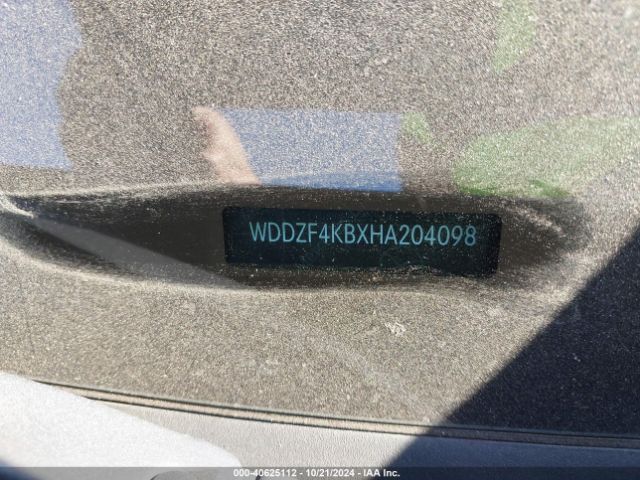 WDDZF4KBXHA204098
000-40625112 • 10/21/2024 • IAA Inc.